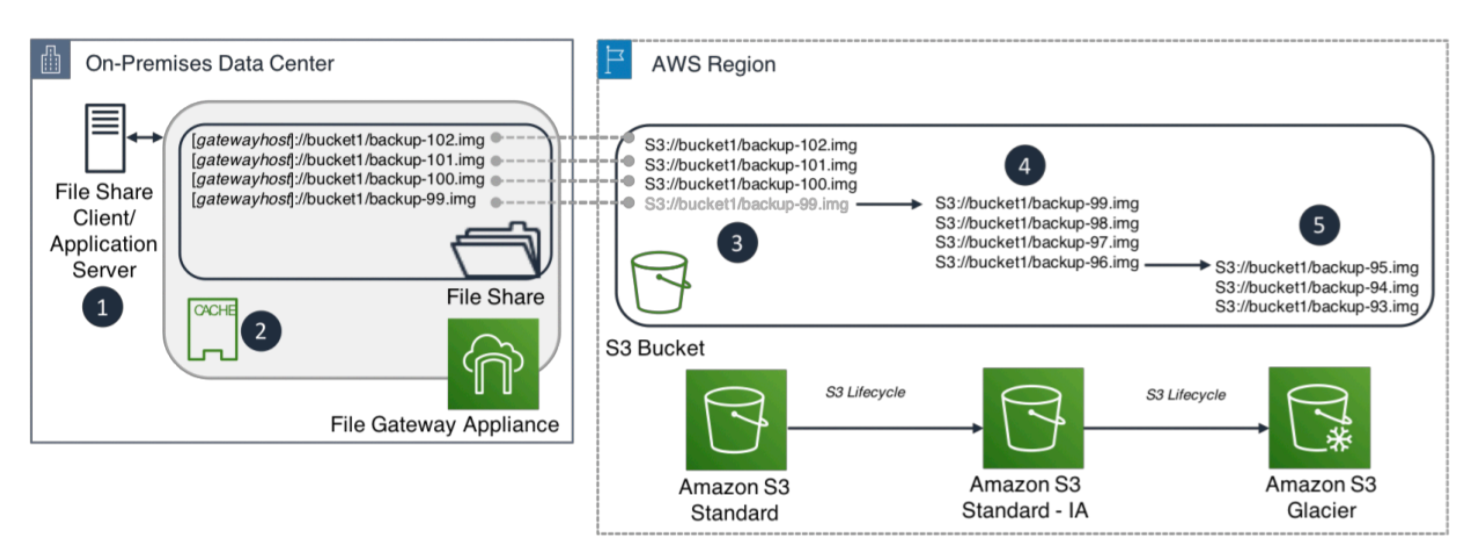 On-Premises Data Center
[gatewayhost]://bucket1/backup-102.img
[gatewayhost]://bucket1/backup-101.img
[gatewayhost]://bucket1/backup-100.img
[gatewayhost]://bucket1/backup-99.img
File Share
Client/
Application
Server
1
File Share
CACHE
2
File Gateway Appliance
AWS Region
S3://bucket1/backup-102.img
S3://bucket1/backup-101.img
S3://bucket1/backup-100.img
S3://bucket1/backup-99.img
3
4
S3://bucket1/backup-99.img
S3://bucket1/backup-98.img
S3://bucket1/backup-97.img
S3://bucket1/backup-96.img
5
S3://bucket1/backup-95.img
S3://bucket1/backup-94.img
S3://bucket1/backup-93.img
S3 Bucket
S3 Lifecycle
S3 Lifecycle
Amazon S3
Standard
Amazon S3
Standard - IA
Amazon S3
Glacier